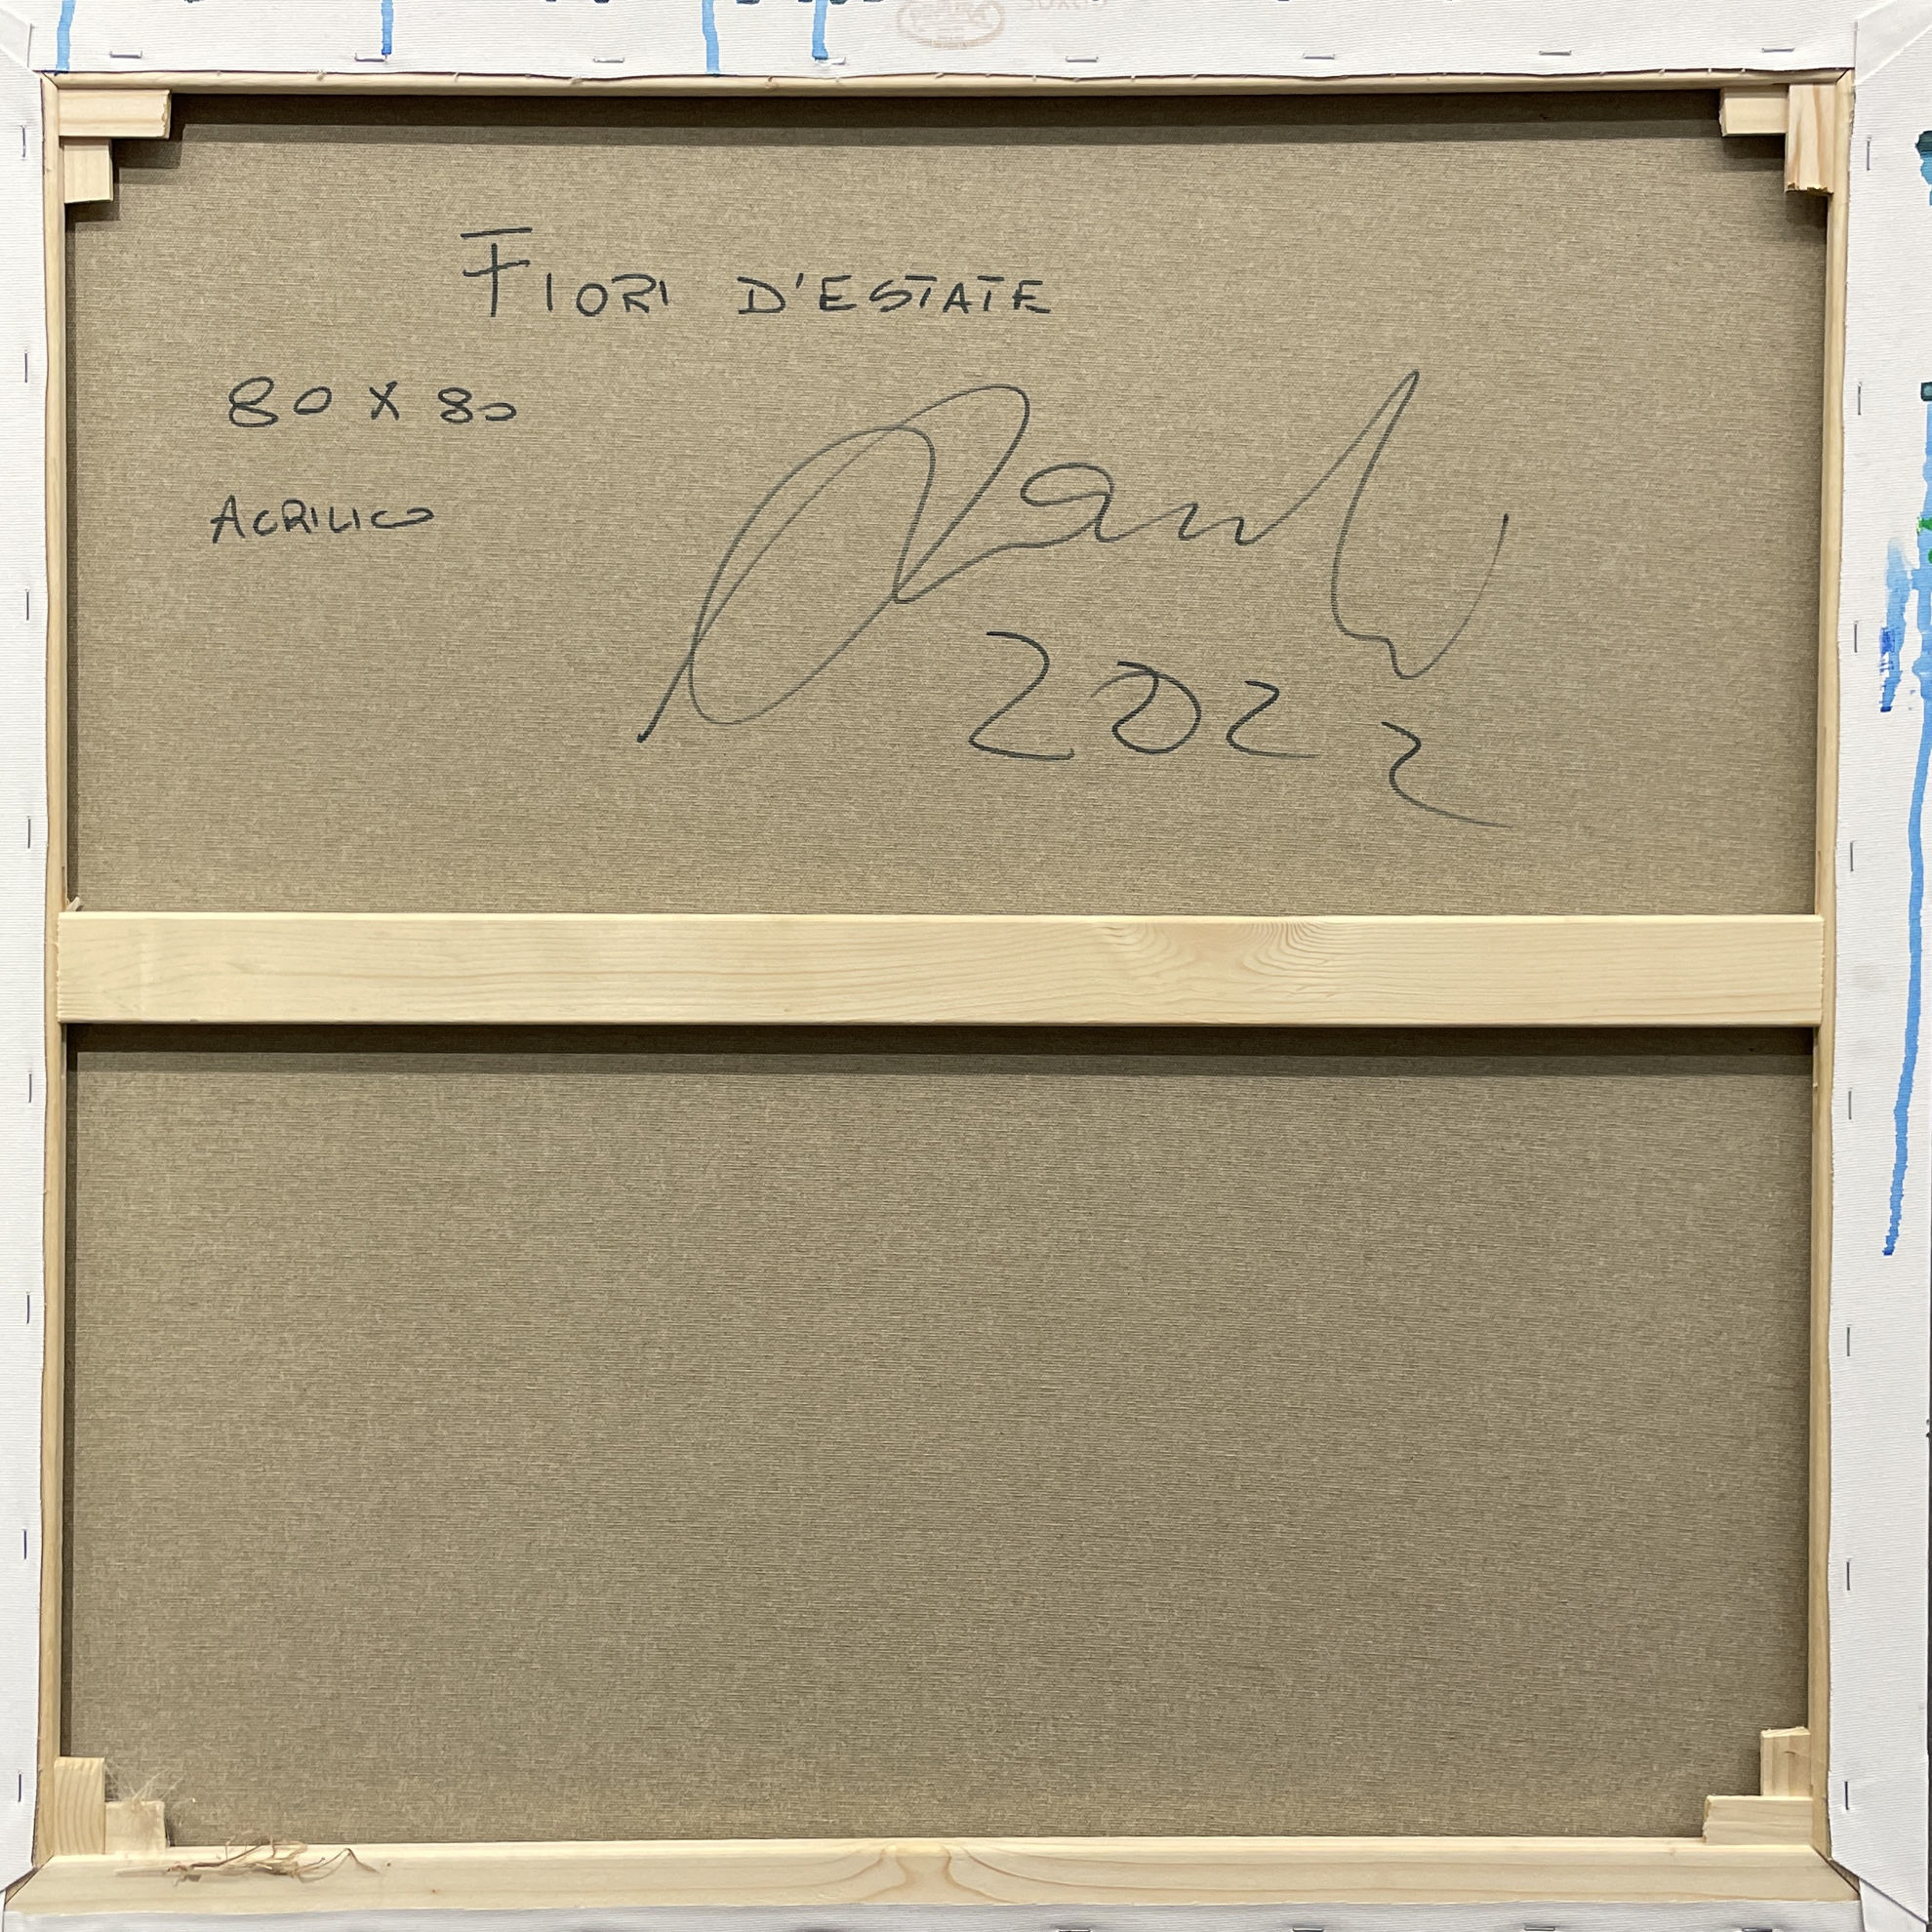 FIORI D'ESTATE
80 X 80
ACRILICO
2022